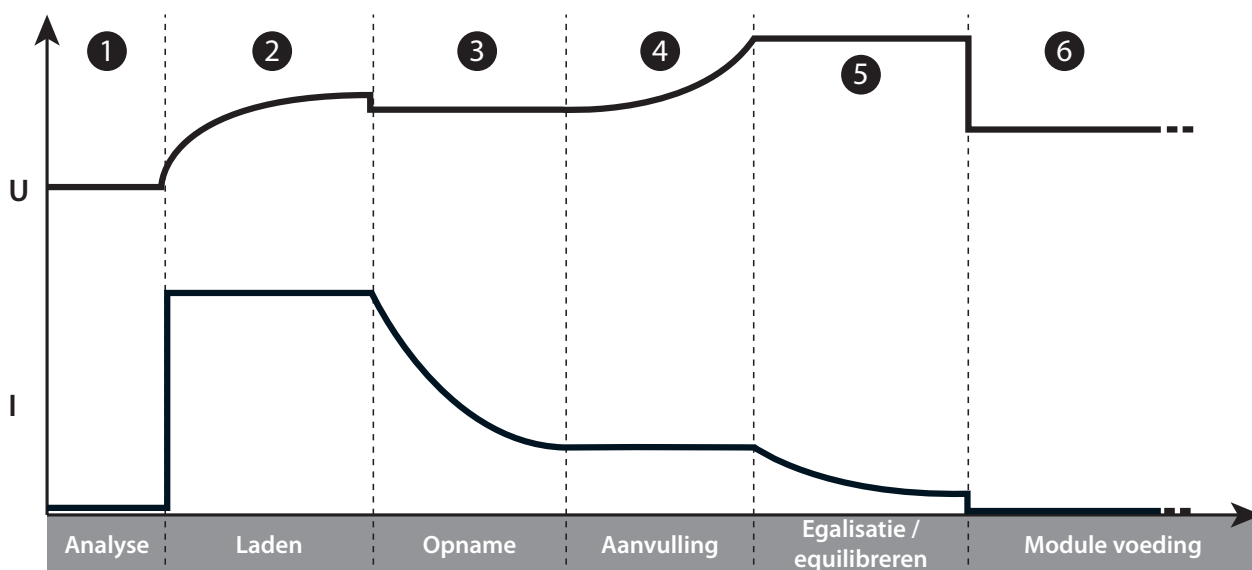 1
2
3
4
5
6
U
I
Analyse
Laden
Opname
Aanvulling
Egalisatie /
equilibreren
Module voeding